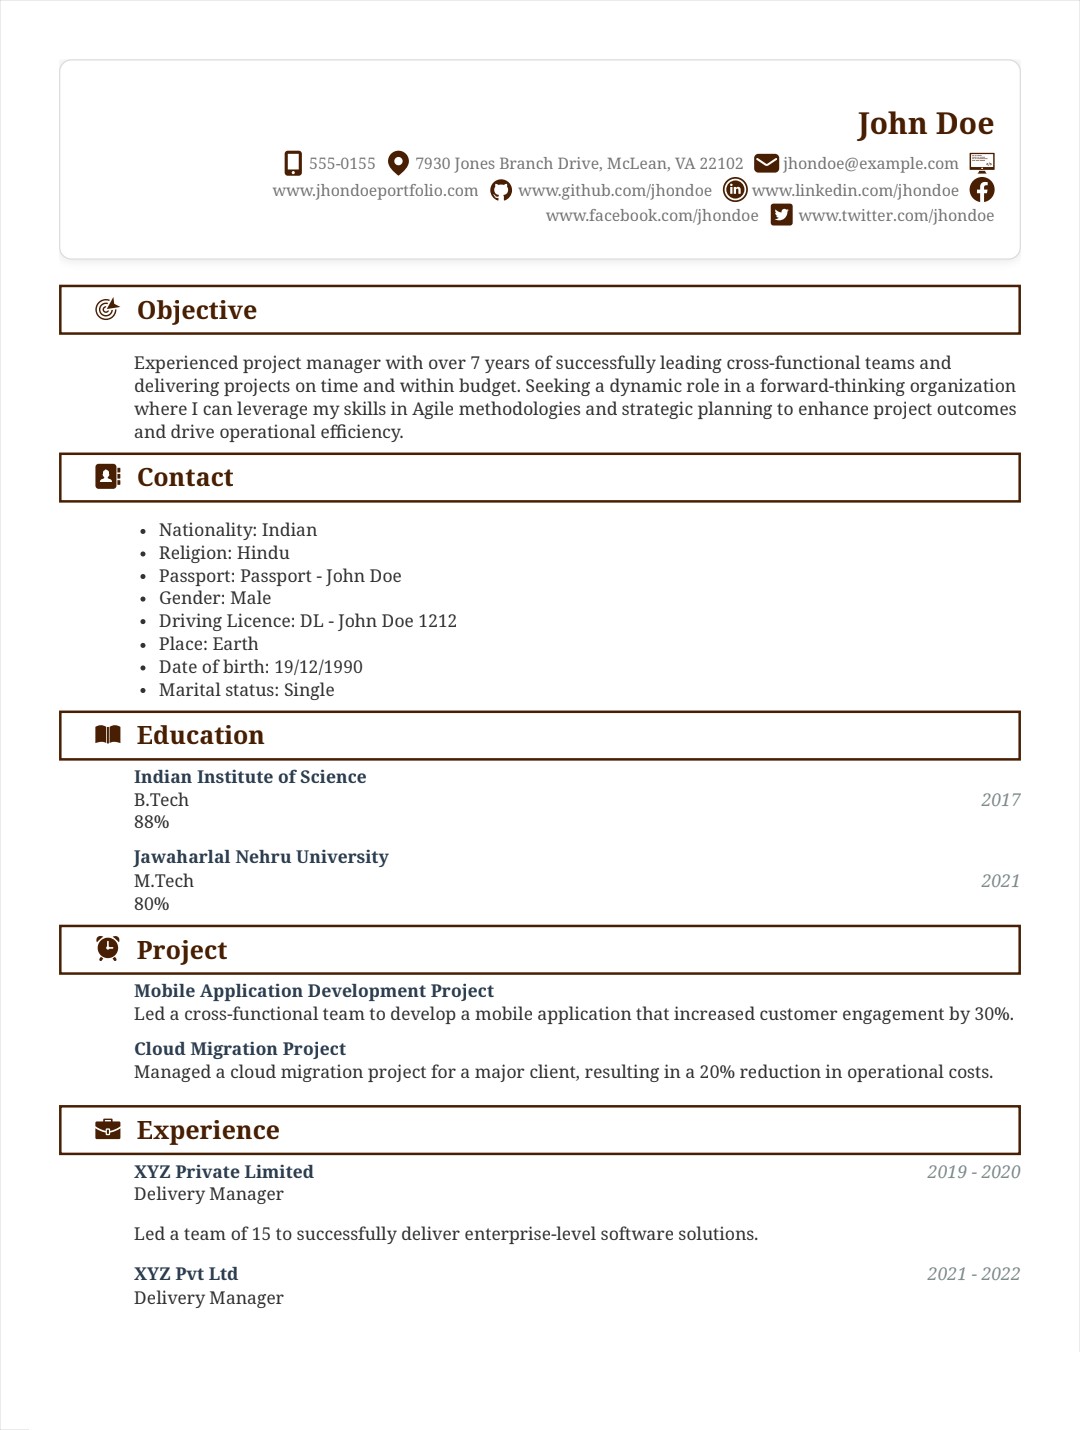 John Doe
555-0155 7930 Jones Branch Drive, McLean, VA 22102 jhondoe@example.com
www.jhondoeportfolio.com www.github.com/jhondoe www.linkedin.com/jhondoe
www.facebook.com/jhondoe www.twitter.com/jhondoe
Objective
Experienced project manager with over 7 years of successfully leading cross-functional teams and
delivering projects on time and within budget. Seeking a dynamic role in a forward-thinking organization
where I can leverage my skills in Agile methodologies and strategic planning to enhance project outcomes
and drive operational efficiency.
Contact
• Nationality: Indian
• Religion: Hindu
• Passport: Passport - John Doe
• Gender: Male
• Driving Licence: DL - John Doe 1212
• Place: Earth
• Date of birth: 19/12/1990
• Marital status: Single
Education
Indian Institute of Science
B.Tech 2017
88%
Jawaharlal Nehru University
M.Tech 2021
80%
Project
Mobile Application Development Project
Led a cross-functional team to develop a mobile application that increased customer engagement by 30%.
Cloud Migration Project
Managed a cloud migration project for a major client, resulting in a 20% reduction in operational costs.
Experience
XYZ Private Limited 2019 - 2020
Delivery Manager
Led a team of 15 to successfully deliver enterprise-level software solutions.
XYZ Pvt Ltd 2021 - 2022
Delivery Manager